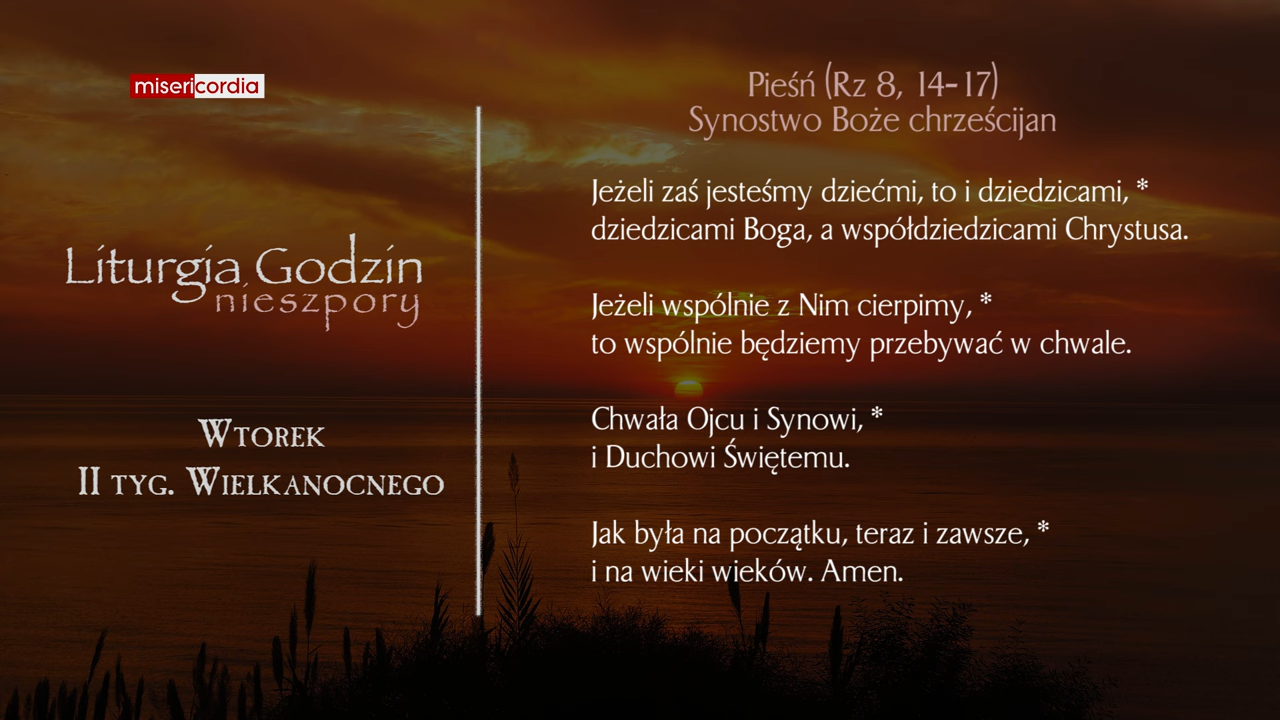 misericordia
Liturgia Godzin
nieszpory
Wtorek
II tyg. Wielkanocnego
Pieśń (Rz 8, 14-17)
Synostwo Boże chrześcijan
Jeżeli zaś jesteśmy dziećmi, to i dziedzicami, *
dziedzicami Boga, a współdziedzicami Chrystusa.
Jeżeli wspólnie z Nim cierpimy, *
to wspólnie będziemy przebywać w chwale.
Chwała Ojcu i Synowi, *
i Duchowi Świętemu.
Jak była na początku, teraz i zawsze, *
i na wieki wieków. Amen.